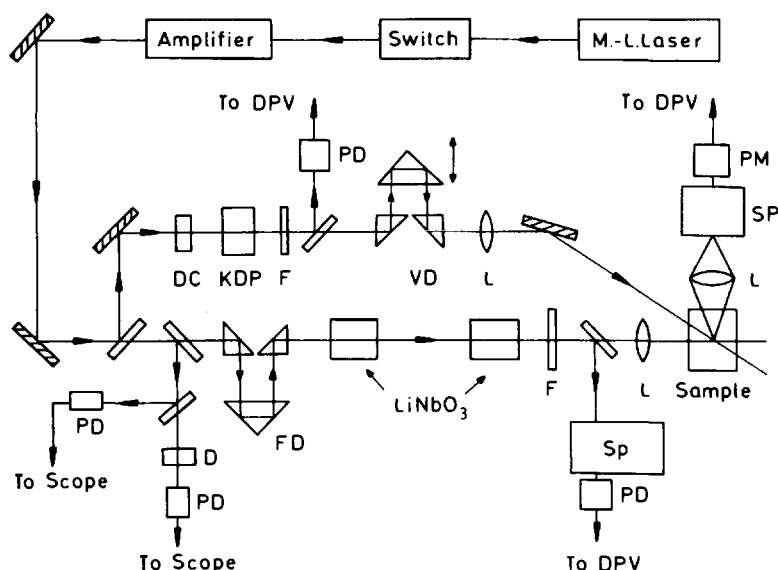 Amplifier
Switch
M.-L.Laser
To DPV
To DPV
PD
PM
SP
DC
KDP
F
VD
L
L
Sample
F
L
LiNbO3
FD
PD
To Scope
D
PD
To Scope
Sp
PD
To DPV